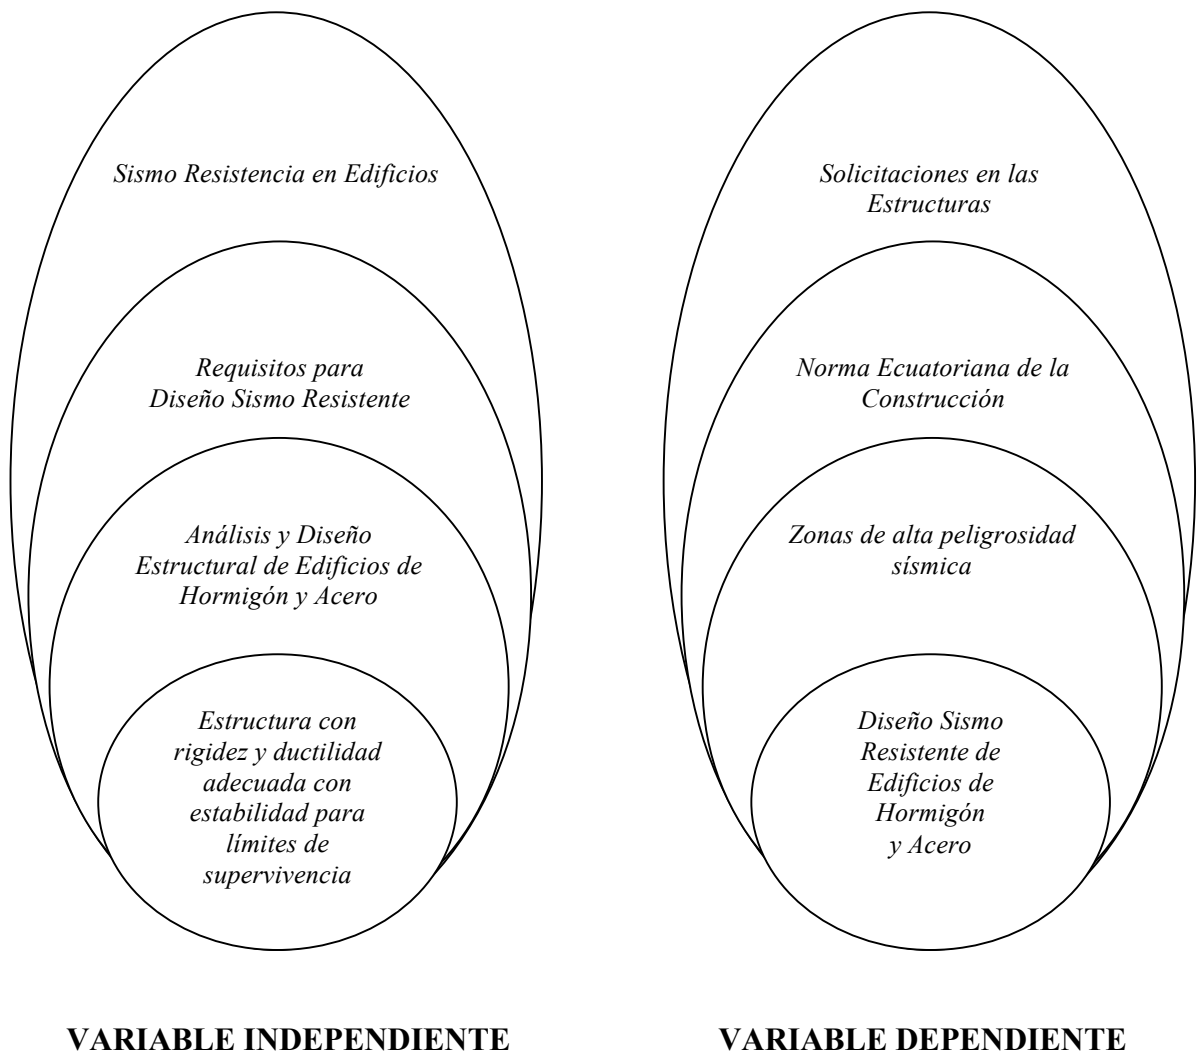 Sismo Resistencia en Edificios
Requisitos para
Diseño Sismo Resistente
Análisis y Diseño
Estructural de Edificios de
Hormigón y Acero
Estructura con
rigidez y ductilidad
adecuada con
estabilidad para
límites de
supervivencia
VARIABLE INDEPENDIENTE
Solicitaciones en las
Estructuras
Norma Ecuatoriana de la
Construcción
Zonas de alta peligrosidad
sísmica
Diseño Sismo
Resistente de
Edificios de
Hormigón
y Acero
VARIABLE DEPENDIENTE